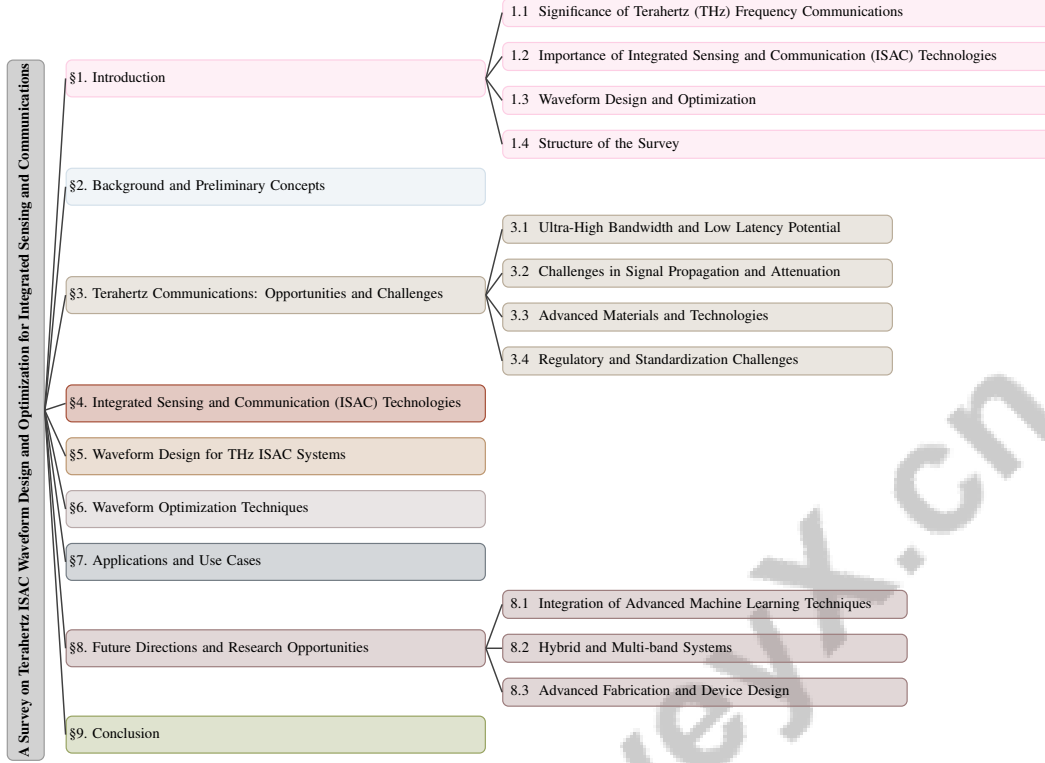 A Survey on Terahertz ISAC Waveform Design and Optimization for Integrated Sensing and Communications
§1. Introduction
1.1 Significance of Terahertz (THz) Frequency Communications
1.2 Importance of Integrated Sensing and Communication (ISAC) Technologies
1.3 Waveform Design and Optimization
1.4 Structure of the Survey
§2. Background and Preliminary Concepts
§3. Terahertz Communications: Opportunities and Challenges
3.1 Ultra-High Bandwidth and Low Latency Potential
3.2 Challenges in Signal Propagation and Attenuation
3.3 Advanced Materials and Technologies
3.4 Regulatory and Standardization Challenges
§4. Integrated Sensing and Communication (ISAC) Technologies
§5. Waveform Design for THz ISAC Systems
§6. Waveform Optimization Techniques
§7. Applications and Use Cases
§8. Future Directions and Research Opportunities
8.1 Integration of Advanced Machine Learning Techniques
8.2 Hybrid and Multi-band Systems
8.3 Advanced Fabrication and Device Design
§9. Conclusion
eyx.cn